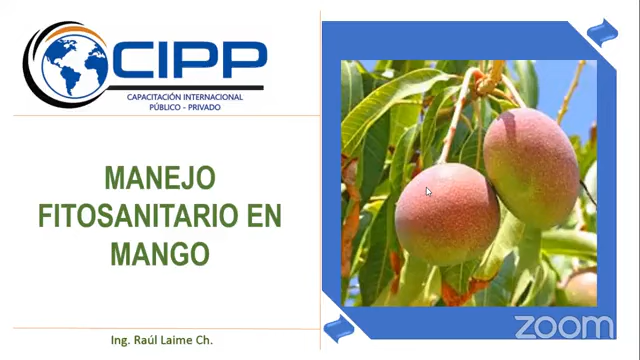 CIPP
CAPACITACIÓN INTERNACIONAL
PÚBLICO - PRIVADO
MANEJO
FITOSANITARIO EN
MANGO
Ing. Raúl Laime Ch.
zoom